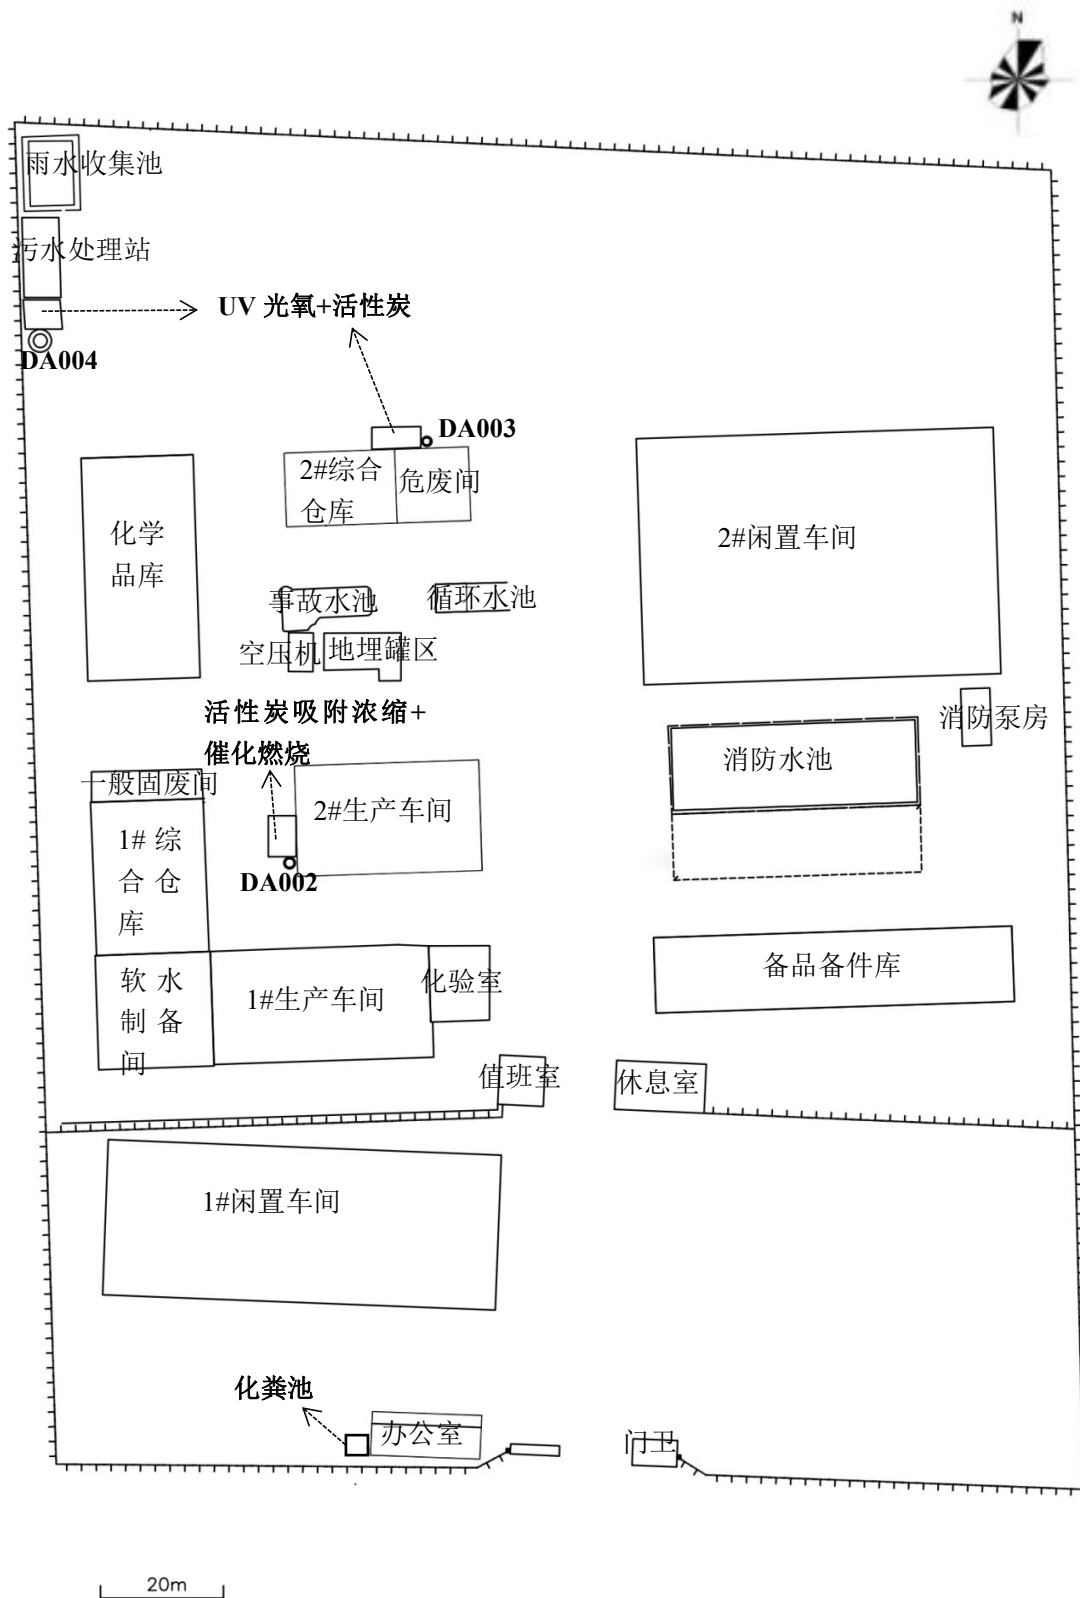 N
雨水收集池
污水处理站
UV 光氧+活性炭
DA004
DA003
2#综合
仓库
危废间
化学
品库
2#闲置车间
事故水池
循环水池
空压机
地埋罐区
活性炭吸附浓缩+
催化燃烧
消防泵房
消防水池
一般固废间
2#生产车间
1# 综
合 仓
库
DA002
备品备件库
软 水
制 备
间
1#生产车间
化验室
值班室
休息室
1#闲置车间
化粪池
办公室
门卫
20m